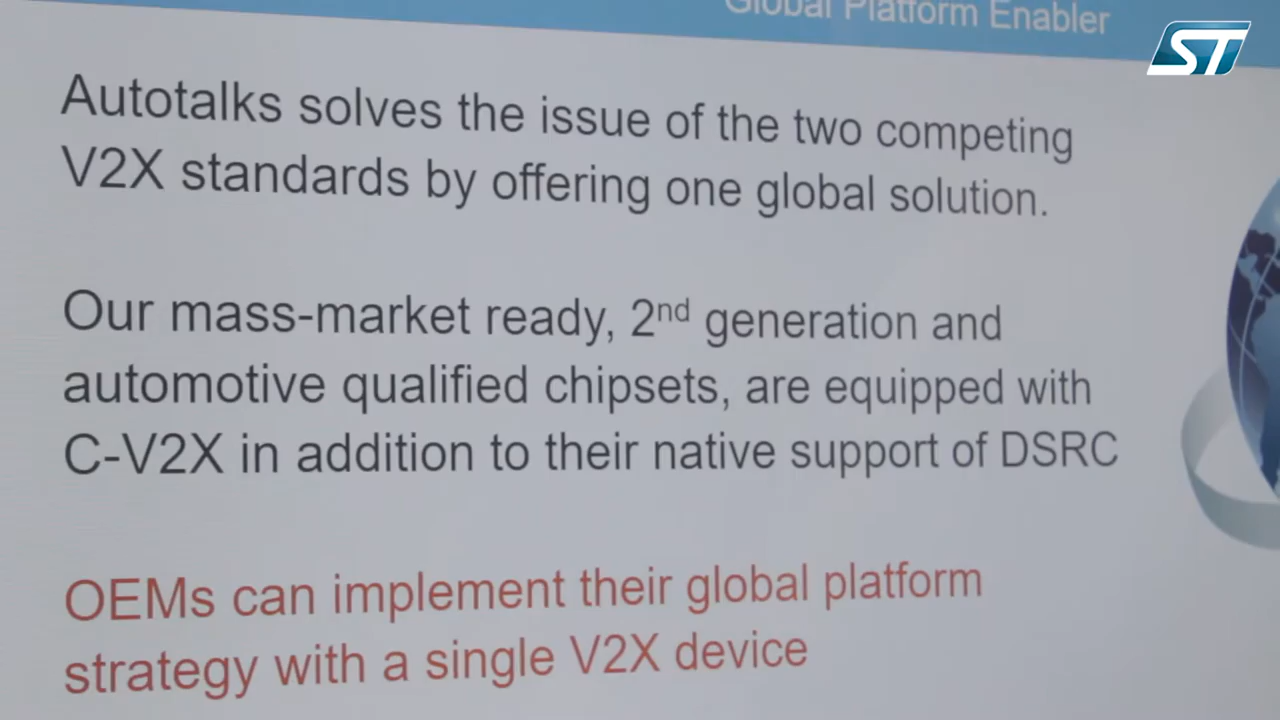 Global Platform Enabler
ST
Autotalks solves the issue of the two competing
V2X standards by offering one global solution.
Our mass-market ready, 2nd generation and
automotive qualified chipsets, are equipped with
C-V2X in addition to their native support of DSRC
OEMs can implement their global platform
strategy with a single V2X device